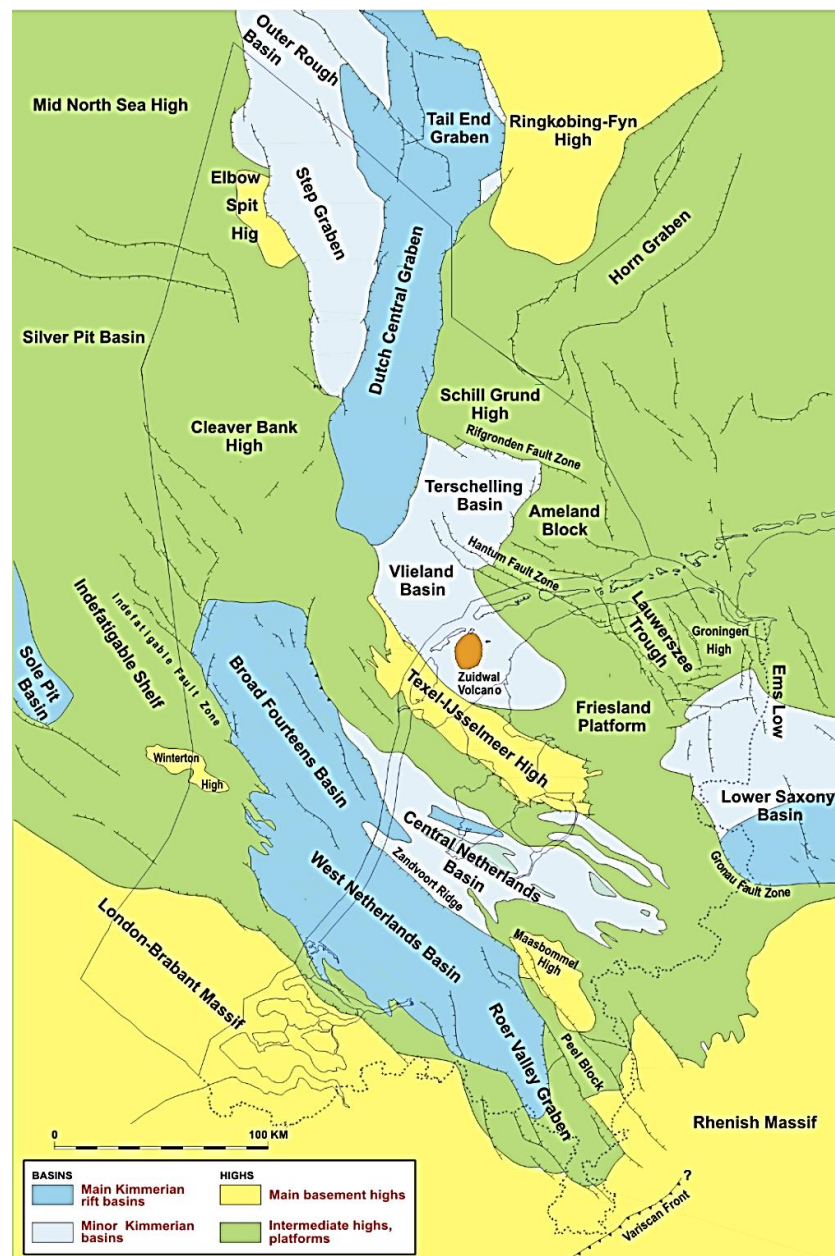 Outer Rough
Basin
Mid North Sea High
Tail End
Graben
Ringkobing-Fyn
High
Elbow
Spit
Hig
Step Graben
Horn Graben
Dutch Central Graben
Silver Pit Basin
Schill Grund
High
Cleaver Bank
High
Rifgronden Fault Zone
Terschelling
Basin
Ameland
Block
Hantum Fault Zone
Vlieland
Basin
Indefatigable Fault Zone
Indefatigable Shelf
Lauwerszee
Trough
Groningen
High
Sole Pit
Basin
Broad Fourteens Basin
Zuidwal
Volcano
Texel-IJsselmeer High
Friesland
Platform
Ems Low
Winterton
High
Lower Saxony
Basin
Central Netherlands
Basin
Zandvoort Ridge
Gronau Fault Zone
West Netherlands Basin
London-Brabant Massif
Maasbommel
High
Roer Valley Graben
Peel Block
Rhenish Massif
0 100 KM
?
Variscan Front
BASINS
Main Kimmerian
rift basins
Minor Kimmerian
basins
HIGHS
Main basement highs
Intermediate highs,
platforms